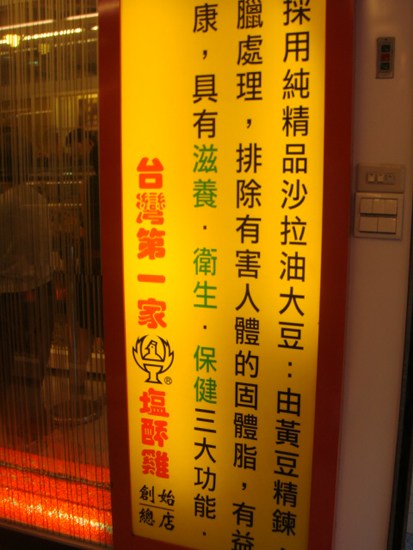 採用純精品沙拉油大豆：由黃豆精鍊
臘處理，排除有害人體的固體脂，有益
康，具有滋養．衛生．保健三大功能．
台灣第一家®塩酥雞
創始
總店